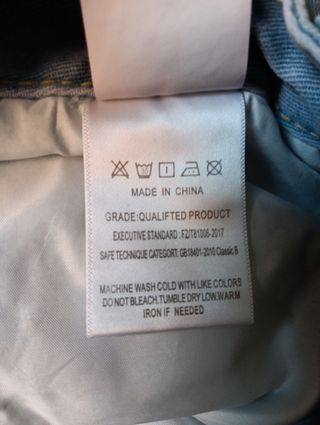 MADE IN CHINA
GRADE:QUALIFTED PRODUCT
EXECUTIVE STANDARD : FZ/T81006-2017
SAFE TECHNIQUE CATEGORT: GB18401-2010 Classic B
MACHINE WASH COLD WITH LIKE COLORS
DO NOT BLEACH.TUMBLE DRY LOW.WARM
IRON IF NEEDED